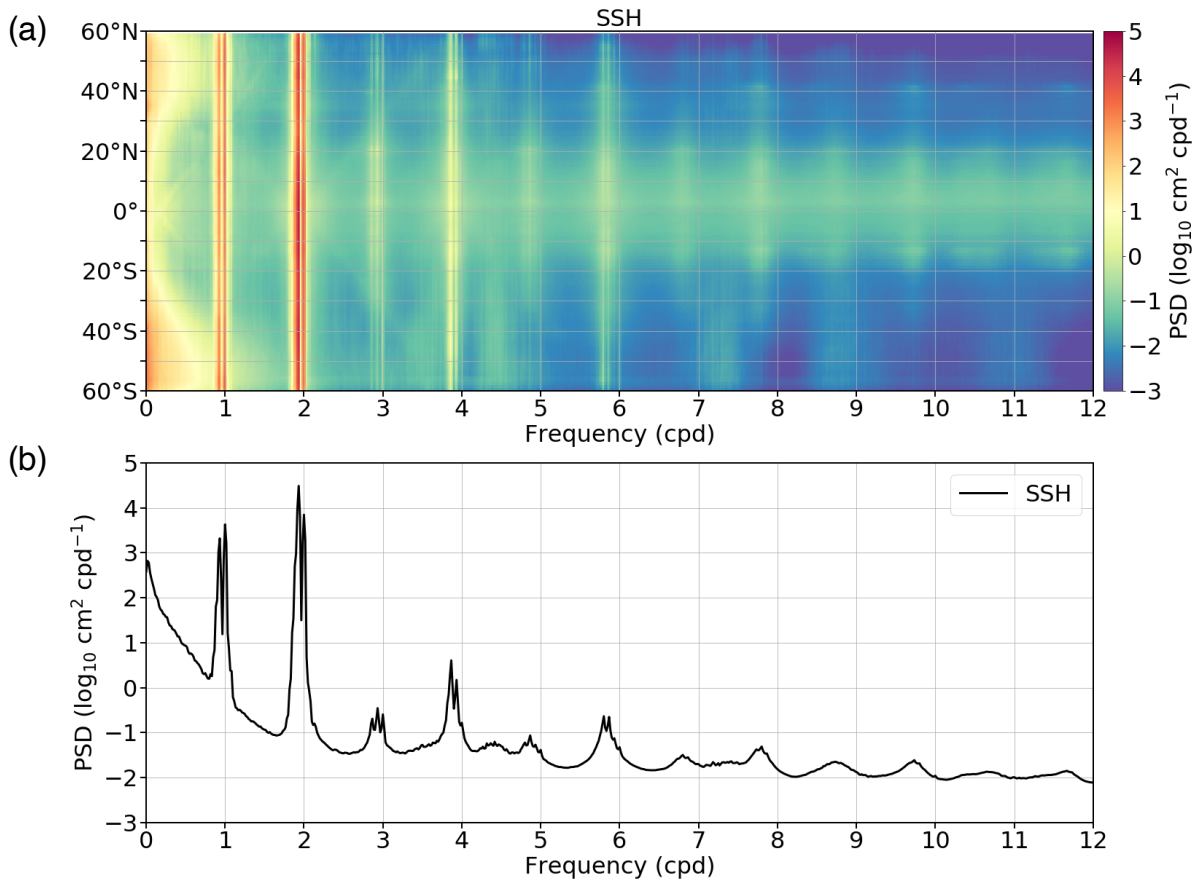 (a)
SSH
60°N
40°N
20°N
0°
20°S
40°S
60°S
0 1 2 3 4 5 6 7 8 9 10 11 12
Frequency (cpd)
5
4
3
2
1
0
−1
−2
−3
PSD (log₁₀ cm² cpd⁻¹)
(b)
5
4
3
2
1
0
−1
−2
−3
PSD (log₁₀ cm² cpd⁻¹)
SSH
0 1 2 3 4 5 6 7 8 9 10 11 12
Frequency (cpd)